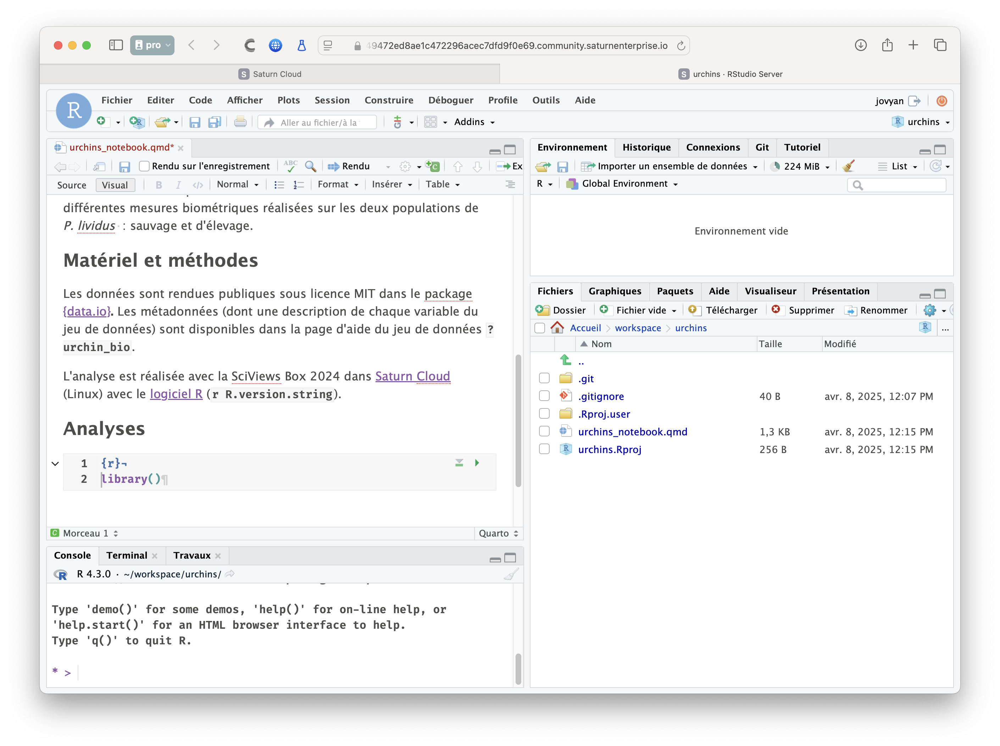 pro
49472ed8ae1c472296acec7dfd9f0e69.community.saturnenterprise.io
S Saturn Cloud
S urchins · RStudio Server
R
Fichier Editer Code Afficher Plots Session Construire Déboguer Profile Outils Aide
jovyan
Aller au fichier/à la
Addins
urchins
urchins_notebook.qmd*
Rendu sur l'enregistrement
ABC
Rendu
Ex
Source Visual B I </> Normal Format Insérer Table
différentes mesures biométriques réalisées sur les deux populations de
P. lividus · : sauvage et d'élevage.
Matériel et méthodes
Les données sont rendues publiques sous licence MIT dans le package
{data.io}. Les métadonnées (dont une description de chaque variable du
jeu de données) sont disponibles dans la page d'aide du jeu de données ?
urchin_bio.
L'analyse est réalisée avec la SciViews Box 2024 dans Saturn Cloud
(Linux) avec le logiciel R (r R.version.string).
Analyses
1 {r}¬
2 library()¶
C Morceau 1
Quarto
Console Terminal Travaux
R 4.3.0 · ~/workspace/urchins/
Type 'demo()' for some demos, 'help()' for on-line help, or
'help.start()' for an HTML browser interface to help.
Type 'q()' to quit R.
* >
Environnement Historique Connexions Git Tutoriel
Importer un ensemble de données 224 MiB List
R Global Environment
Environnement vide
Fichiers Graphiques Paquets Aide Visualiseur Présentation
Dossier Fichier vide Télécharger Supprimer Renommer
Accueil workspace urchins ...
Nom Taille Modifié
..
.git
.gitignore 40 B avr. 8, 2025, 12:07 PM
.Rproj.user
urchins_notebook.qmd 1,3 KB avr. 8, 2025, 12:15 PM
urchins.Rproj 256 B avr. 8, 2025, 12:15 PM